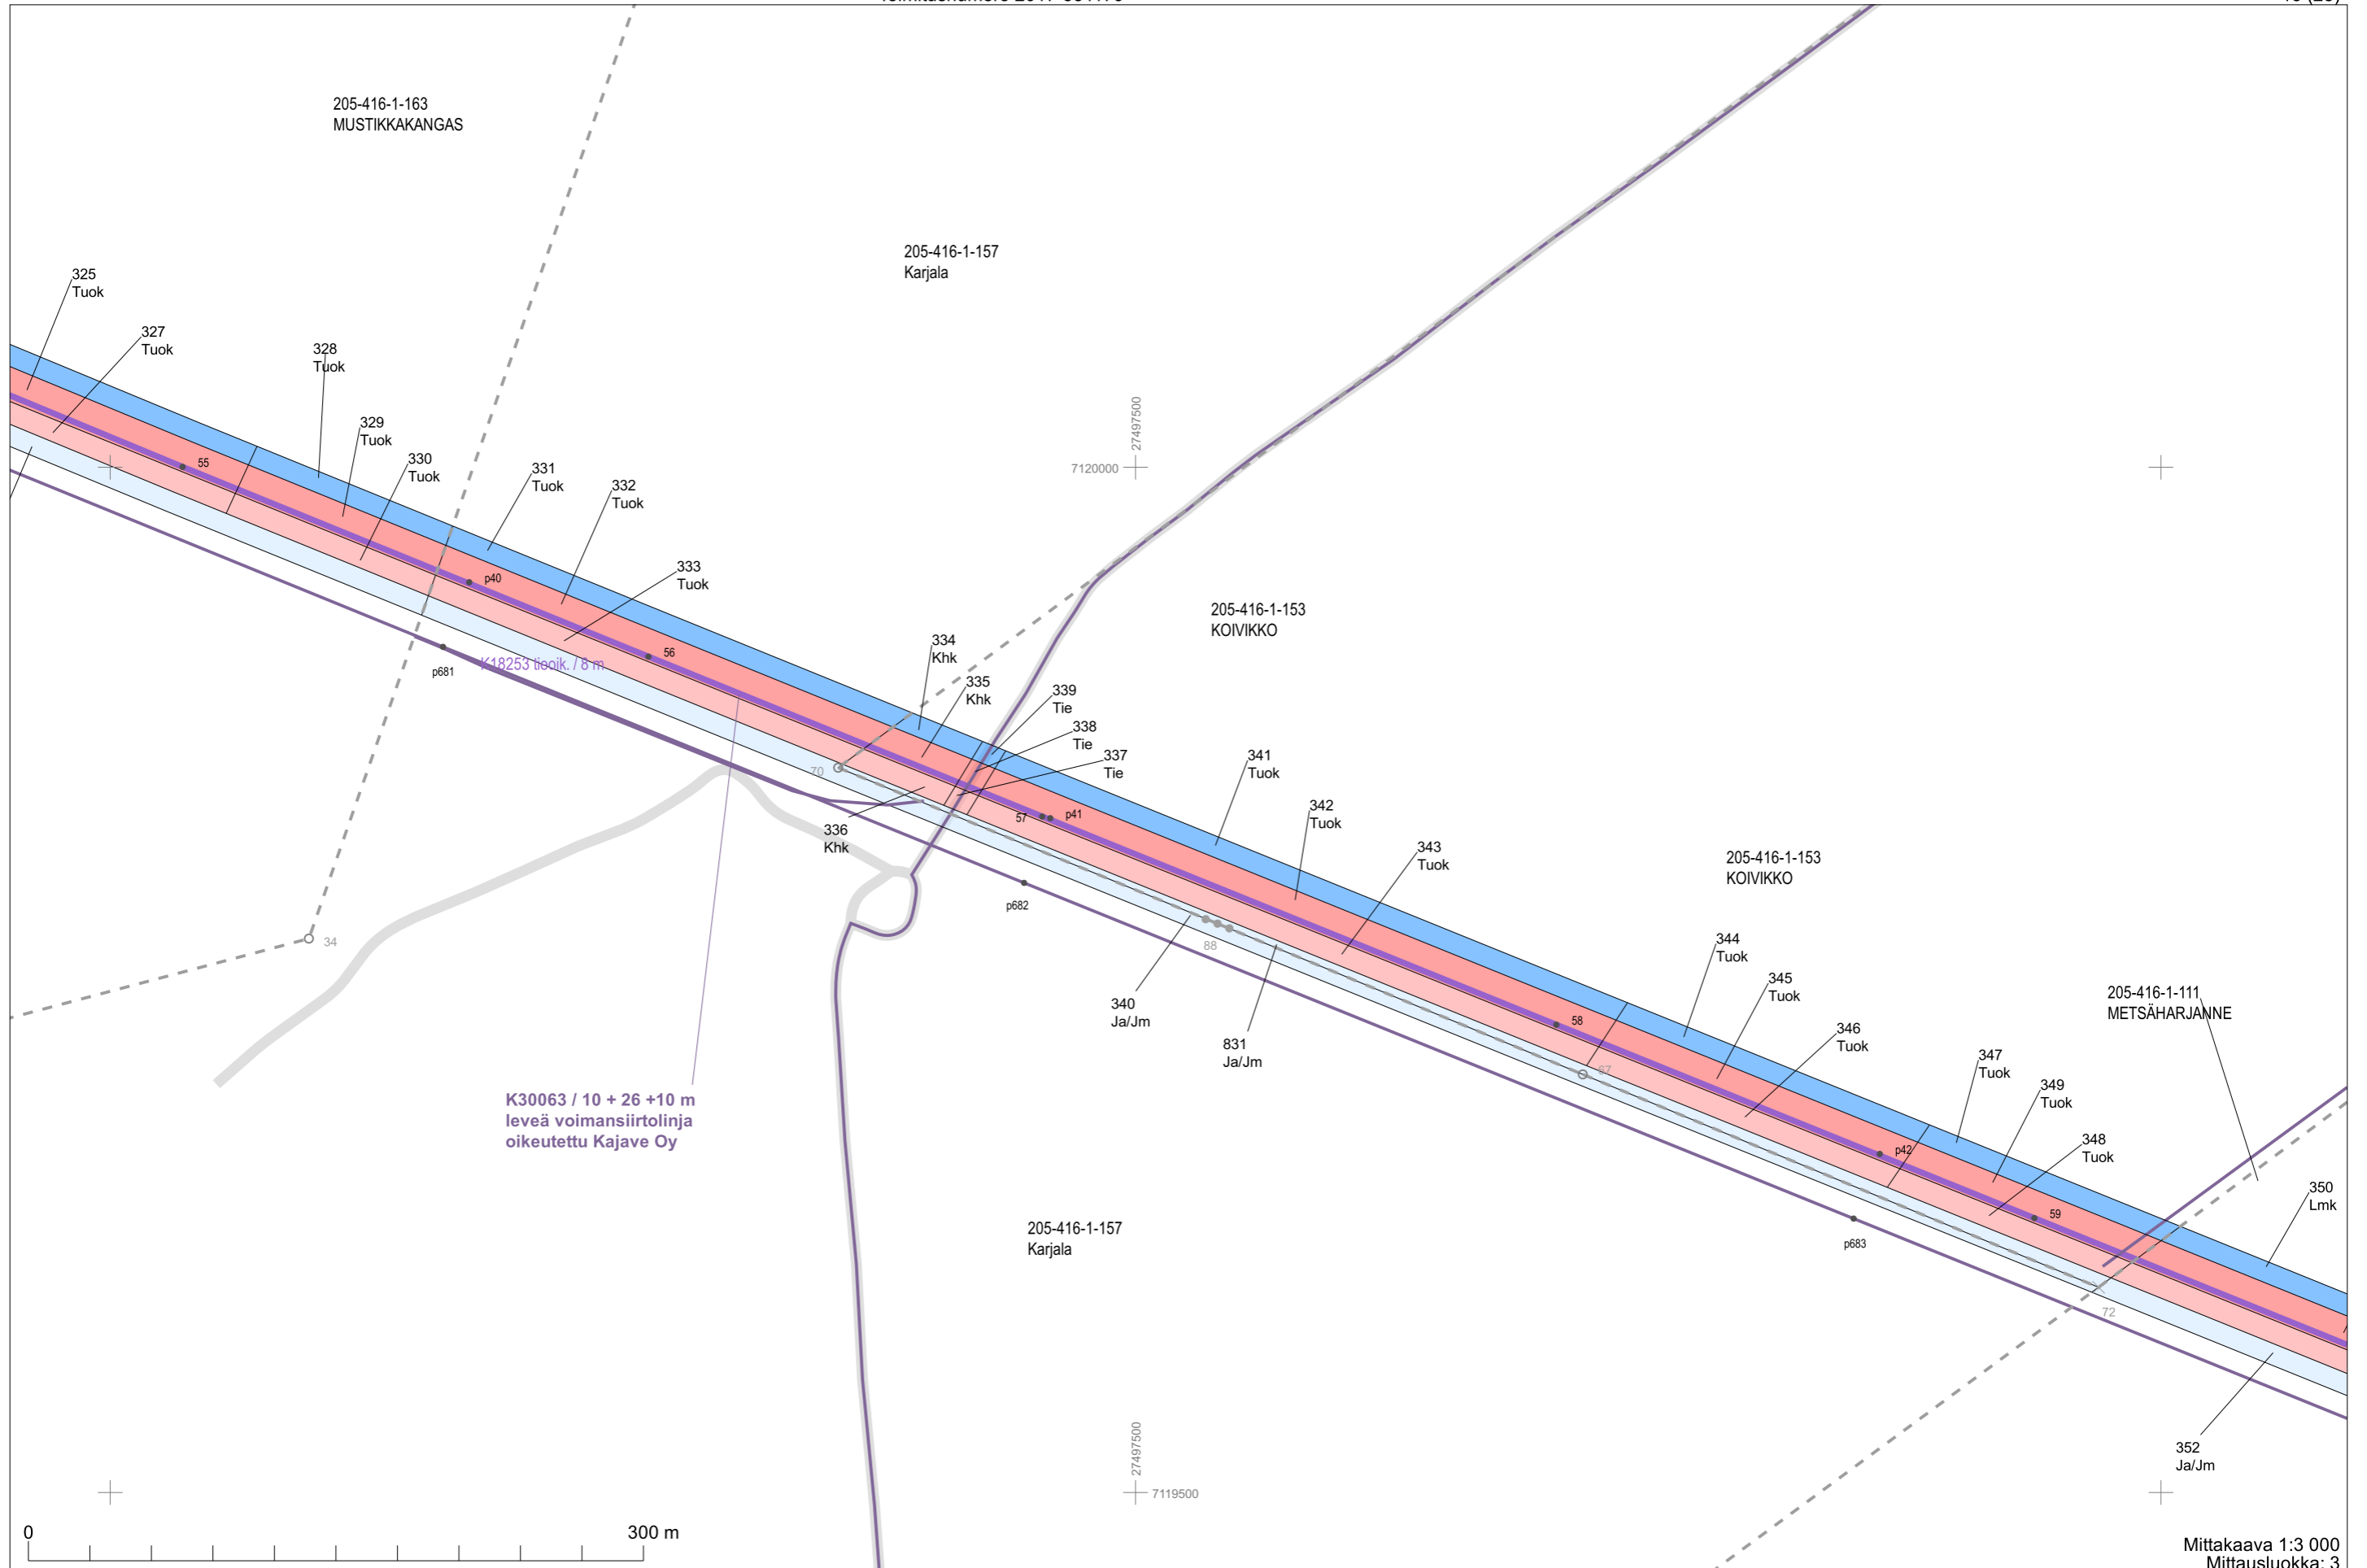 205-416-1-163
MUSTIKKAKANGAS
205-416-1-157
Karjala
325
Tuok
327
Tuok
328
Tuok
329
Tuok
330
Tuok
331
Tuok
332
Tuok
333
Tuok
27497500
7120000
205-416-1-153
KOIVIKKO
55
p40
56
p681
K18253 tieoik. / 8 m
334
Khk
335
Khk
339
Tie
338
Tie
337
Tie
70
336
Khk
57
p41
341
Tuok
342
Tuok
343
Tuok
205-416-1-153
KOIVIKKO
p682
34
88
340
Ja/Jm
831
Ja/Jm
58
344
Tuok
345
Tuok
346
Tuok
205-416-1-111
METSÄHARJANNE
347
Tuok
349
Tuok
348
Tuok
350
Lmk
K30063 / 10 + 26 +10 m
leveä voimansiirtolinja
oikeutettu Kajave Oy
p42
59
p683
72
205-416-1-157
Karjala
352
Ja/Jm
27497500
7119500
0
300 m
Mittakaava 1:3 000
Mittausluokka: 3